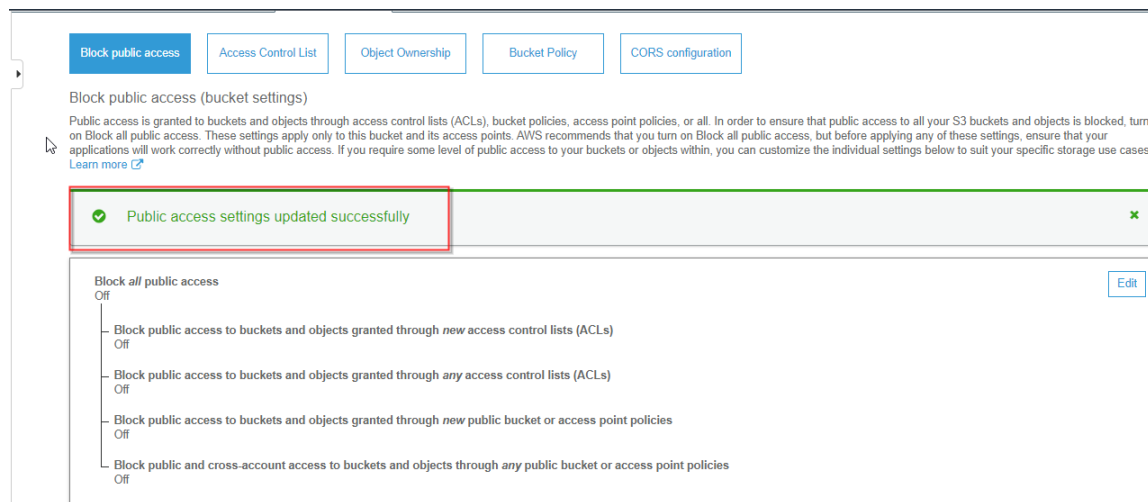 Block public access
Access Control List
Object Ownership
Bucket Policy
CORS configuration
Block public access (bucket settings)
Public access is granted to buckets and objects through access control lists (ACLs), bucket policies, access point policies, or all. In order to ensure that public access to all your S3 buckets and objects is blocked, turn
on Block all public access. These settings apply only to this bucket and its access points. AWS recommends that you turn on Block all public access, but before applying any of these settings, ensure that your
applications will work correctly without public access. If you require some level of public access to your buckets or objects within, you can customize the individual settings below to suit your specific storage use cases
Learn more
Public access settings updated successfully
Block all public access
Edit
Off
Block public access to buckets and objects granted through new access control lists (ACLs)
Off
Block public access to buckets and objects granted through any access control lists (ACLs)
Off
Block public access to buckets and objects granted through new public bucket or access point policies
Off
Block public and cross-account access to buckets and objects through any public bucket or access point policies
Off